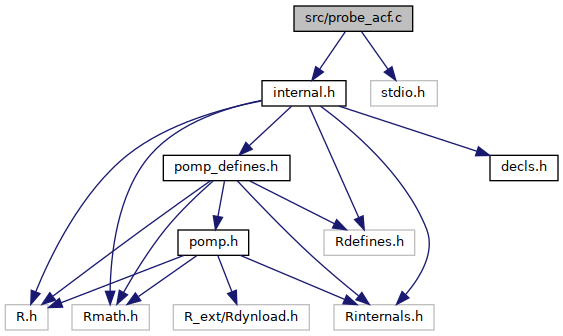 src/probe_acf.c
internal.h
stdio.h
pomp_defines.h
decls.h
pomp.h
Rdefines.h
R.h
Rmath.h
R_ext/Rdynload.h
Rinternals.h